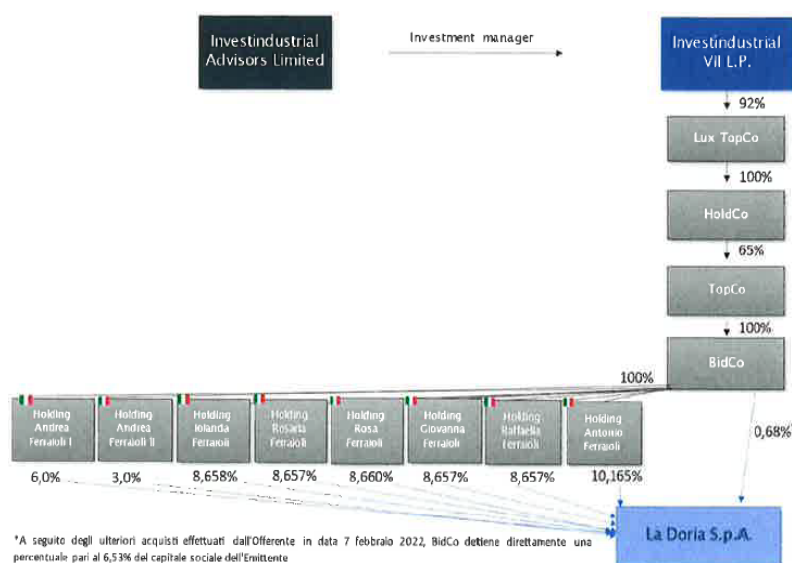 Investindustrial
Advisors Limited
Investment manager
Investindustrial
VII L.P.
92%
Lux TopCo
100%
HoldCo
65%
TopCo
100%
BidCo
100%
Holding
Andrea
Ferraioli I
Holding
Andrea
Ferraioli II
Holding
Iolanda
Ferraioli
Holding
Rosaria
Ferraioli
Holding
Rosa
Ferraioli
Holding
Giovanna
Ferraioli
Holding
Raffaella
Ferraioli
Holding
Antonio
Ferraioli
0,68%
6,0%
3,0%
8,658%
8,657%
8,660%
8,657%
8,657%
10,165%
La Doria S.p.A.
*A seguito degli ulteriori acquisti effettuati dall'Offerente in data 7 febbraio 2022, BidCo detiene direttamente una
percentuale pari al 6,53% del capitale sociale dell'Emittente